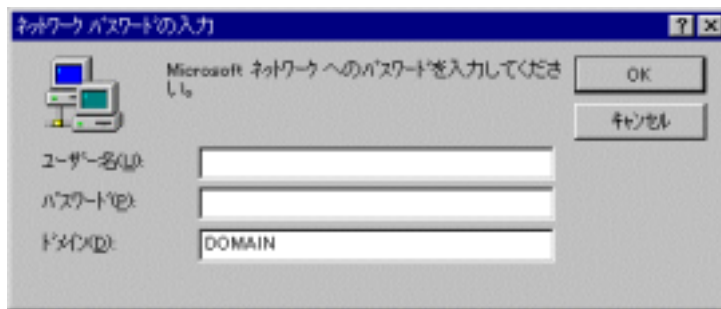 ネットワーク パスワードの入力
Microsoft ネットワークへのパスワードを入力してくださ
い。
OK
キャンセル
ユーザー名(U):
パスワード(P):
ドメイン(D):
DOMAIN